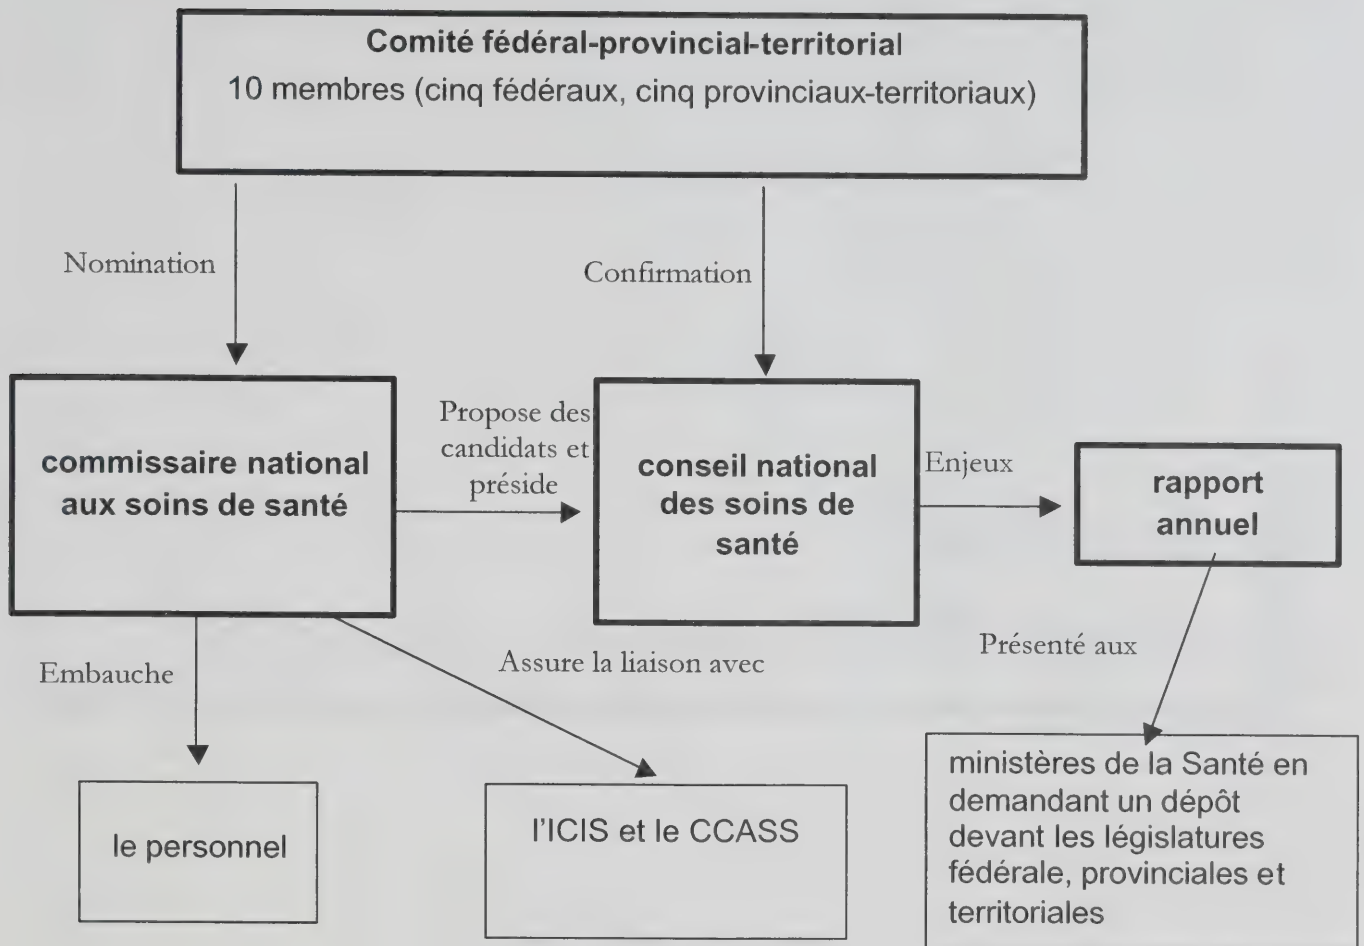 Comité fédéral-provincial-territorial
10 membres (cinq fédéraux, cinq provinciaux-territoriaux)
Nomination
Confirmation
commissaire national
aux soins de santé
Propose des
candidats et
préside
conseil national
des soins de
santé
Enjeux
rapport
annuel
Embauche
Assure la liaison avec
Présenté aux
le personnel
l'ICIS et le CCASS
ministères de la Santé en
demandant un dépôt
devant les législatures
fédérale, provinciales et
territoriales